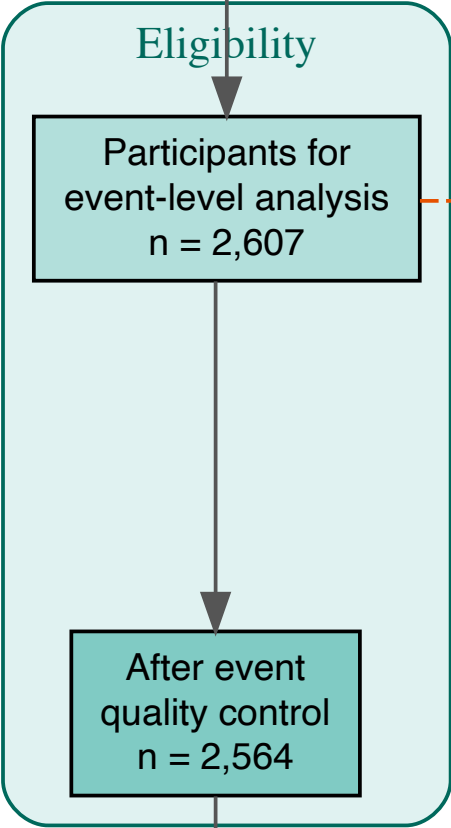 Eligibility
Participants for
event-level analysis
n = 2,607
After event
quality control
n = 2,564